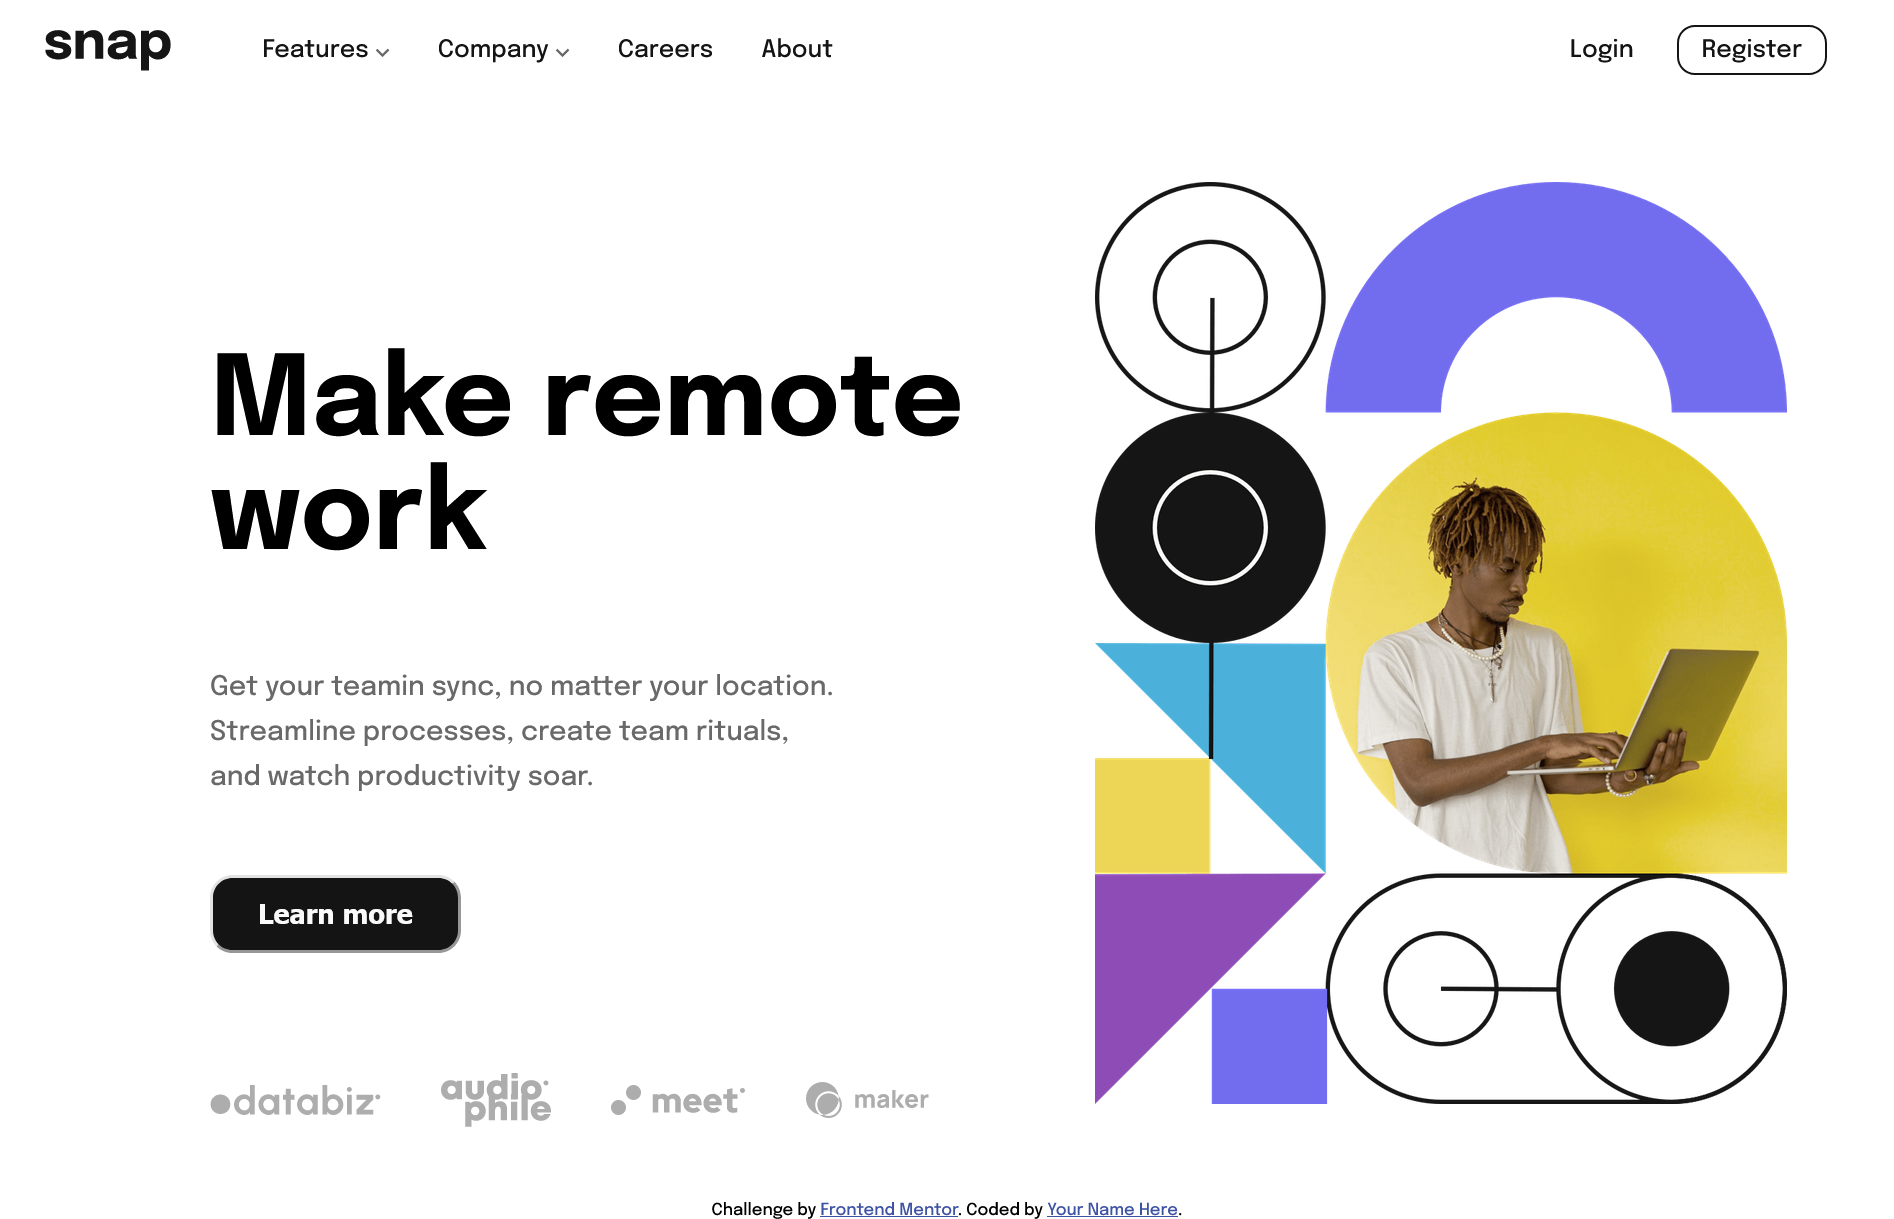 snap
Features
Company
Careers
About
Login
Register
Make remote
work
Get your teamin sync, no matter your location.
Streamline processes, create team rituals,
and watch productivity soar.
Learn more
databiz
audio
phile
meet
maker
Challenge by Frontend Mentor. Coded by Your Name Here.